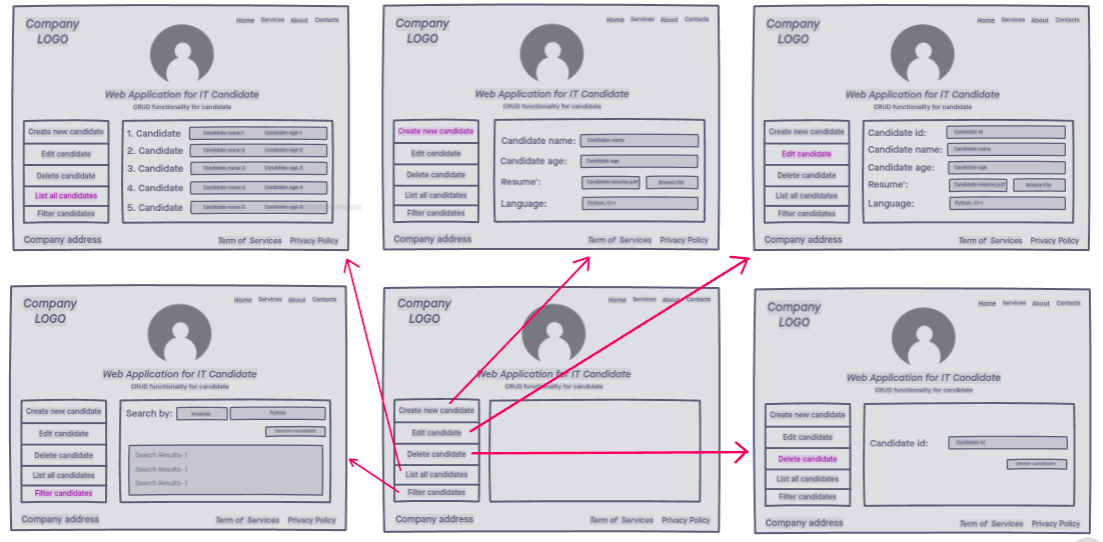 Company
LOGO
Home Services About Contacts
Web Application for IT Candidate
CRUD functionality for candidate
Create new candidate
Edit candidate
Delete candidate
List all candidates
Filter candidates
1. Candidate Candidate-name-1 Candidate-age-1
2. Candidate Candidate-name-2 Candidate-age-2
3. Candidate Candidate-name-3 Candidate-age-3
4. Candidate Candidate-name-4 Candidate-age-4
5. Candidate Candidate-name-5 Candidate-age-5
Company address
Term of Services Privacy Policy
Company
LOGO
Home Services About Contacts
Web Application for IT Candidate
CRUD functionality for candidate
Create new candidate
Edit candidate
Delete candidate
List all candidates
Filter candidates
Candidate name: Candidate-name
Candidate age: Candidate-age
Resume': Candidate-resume.pdf Browse File
Language: Python, C++
Company address
Term of Services Privacy Policy
Company
LOGO
Home Services About Contacts
Web Application for IT Candidate
CRUD functionality for candidate
Create new candidate
Edit candidate
Delete candidate
List all candidates
Filter candidates
Candidate id: Candidate-id
Candidate name: Candidate-name
Candidate age: Candidate-age
Resume': Candidate-resume.pdf Browse File
Language: Python, C++
Company address
Term of Services Privacy Policy
Company
LOGO
Home Services About Contacts
Web Application for IT Candidate
CRUD functionality for candidate
Create new candidate
Edit candidate
Delete candidate
List all candidates
Filter candidates
Search by: Python
Search candidate
Search Results- 1
Search Results- 1
Search Results- 1
Company address
Term of Services Privacy Policy
Company
LOGO
Home Services About Contacts
Web Application for IT Candidate
CRUD functionality for candidate
Create new candidate
Edit candidate
Delete candidate
List all candidates
Filter candidates
Company address
Term of Services Privacy Policy
Company
LOGO
Home Services About Contacts
Web Application for IT Candidate
CRUD functionality for candidate
Create new candidate
Edit candidate
Delete candidate
List all candidates
Filter candidates
Candidate id: Candidate-id
Delete candidate
Company address
Term of Services Privacy Policy